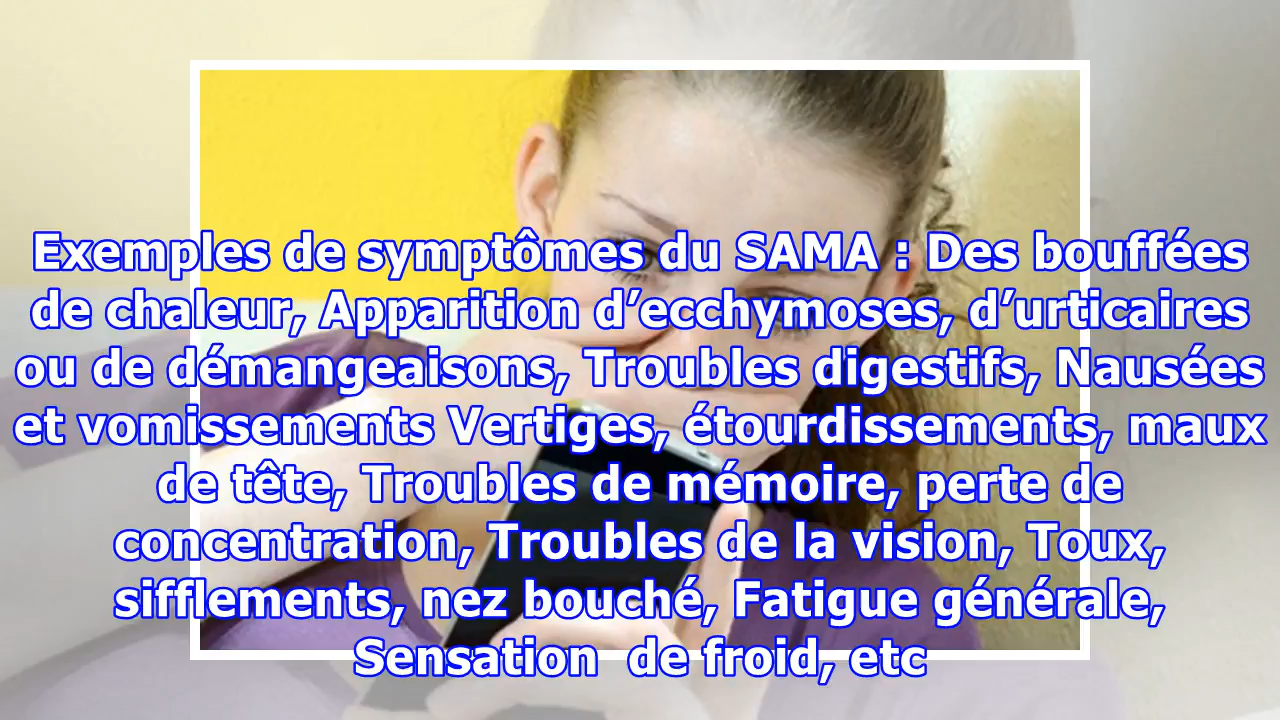 Exemples de symptômes du SAMA : Des bouffées
de chaleur, Apparition d’ecchymoses, d’urticaires
ou de démangeaisons, Troubles digestifs, Nausées
et vomissements Vertiges, étourdissements, maux
de tête, Troubles de mémoire, perte de
concentration, Troubles de la vision, Toux,
sifflements, nez bouché, Fatigue générale,
Sensation  de froid, etc